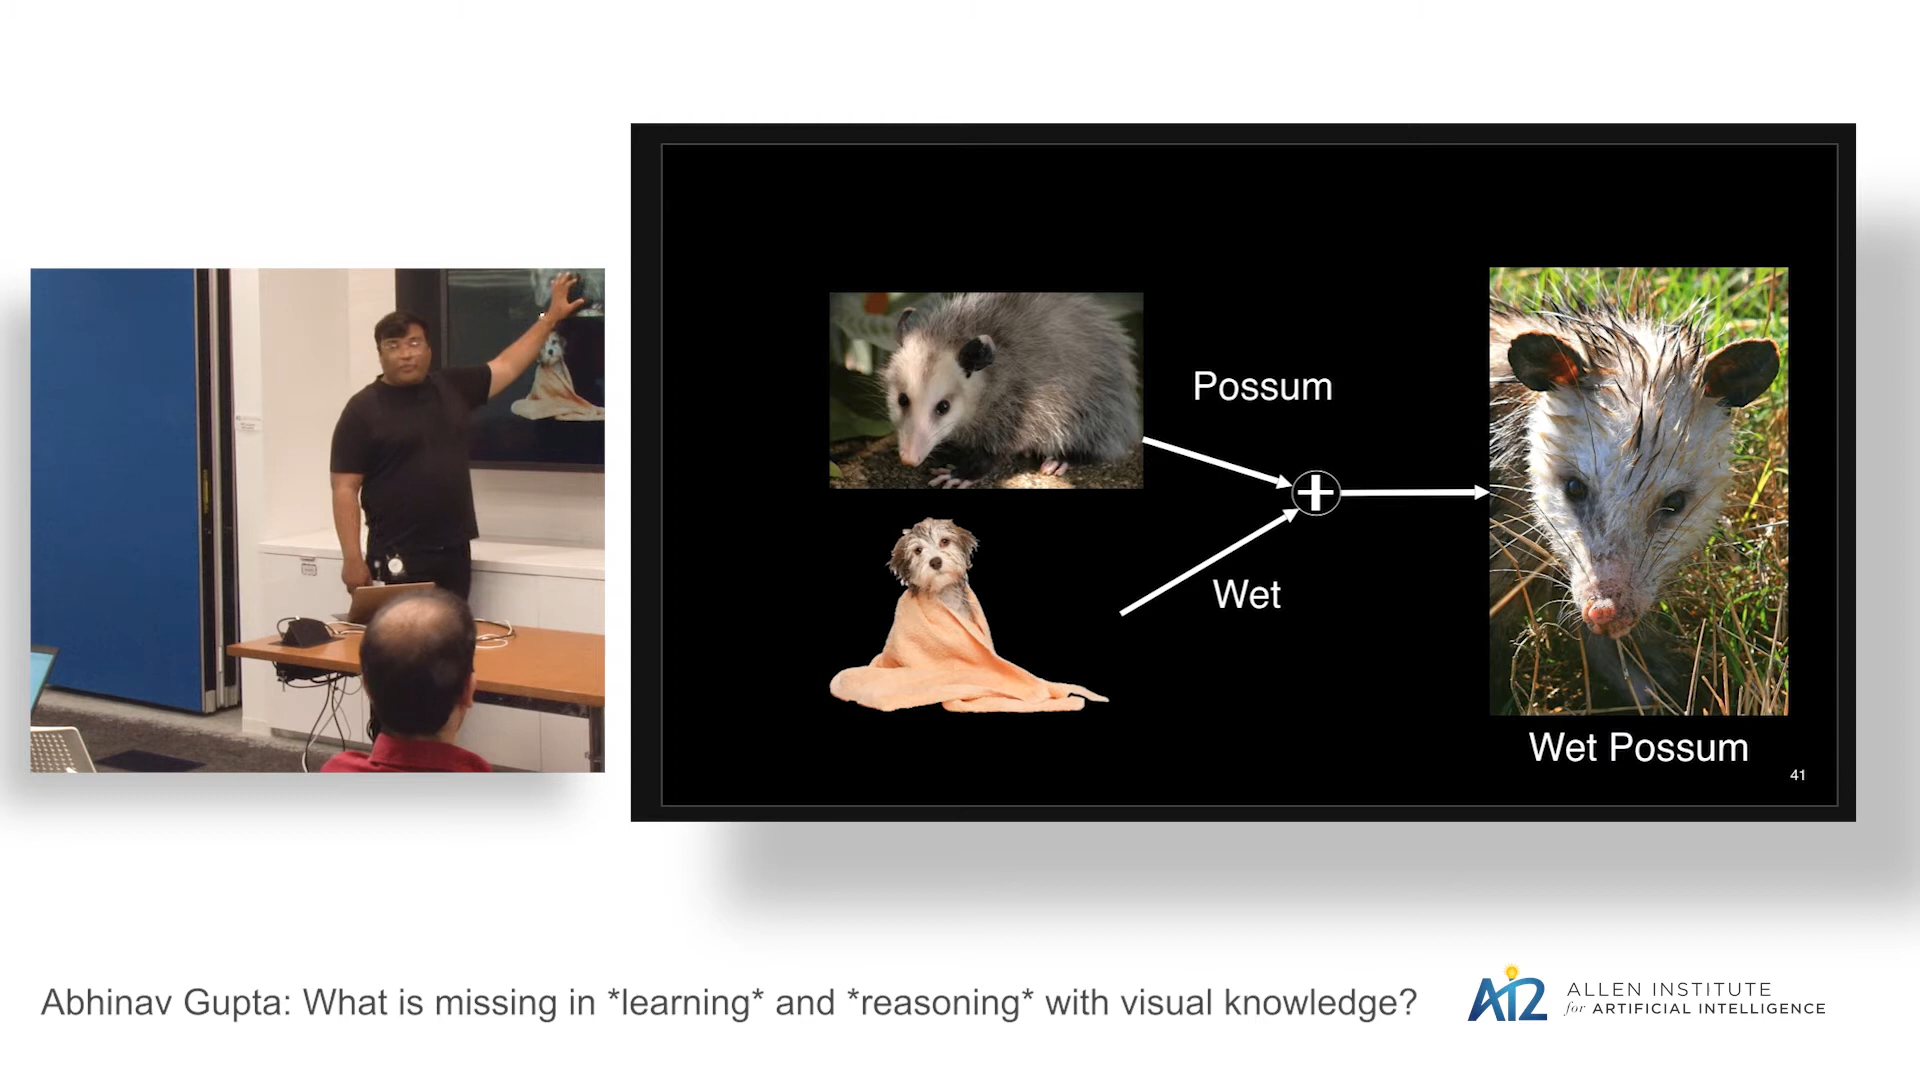 Possum
Wet
Wet Possum
41
Abhinav Gupta: What is missing in *learning* and *reasoning* with visual knowledge?
AI2
ALLEN INSTITUTE
for ARTIFICIAL INTELLIGENCE